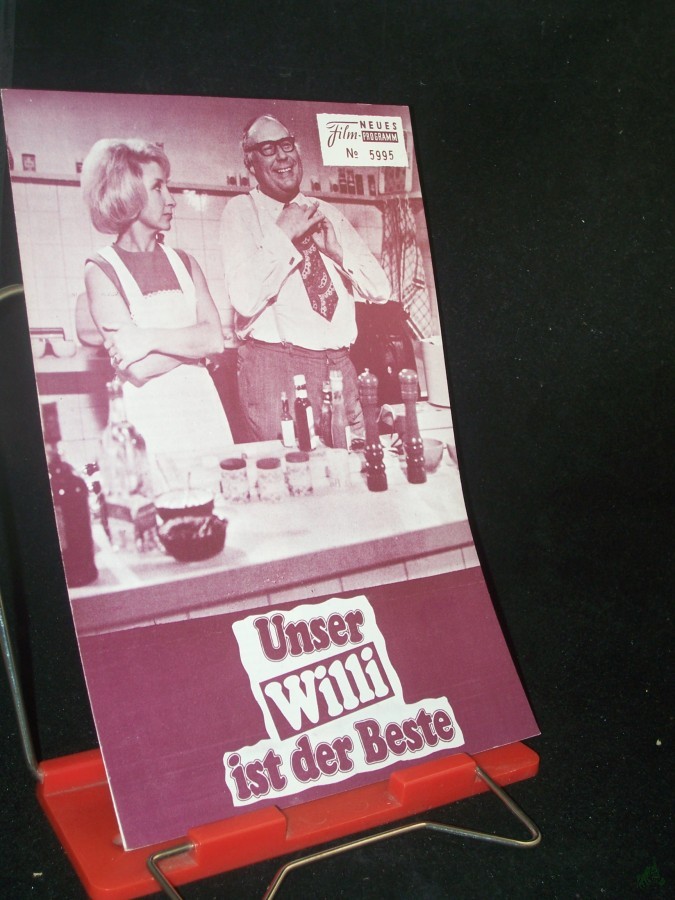 NEUES
Film-PROGRAMM
No 5995
Unser
Willi
ist der Beste